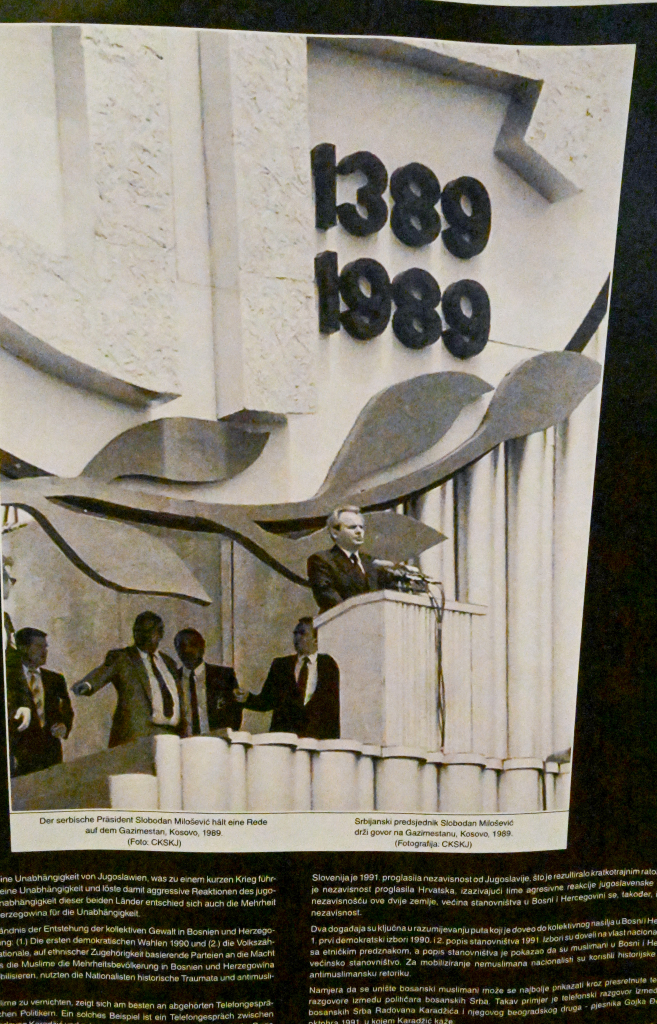 1389
1989
Der serbische Präsident Slobodan Milošević hält eine Rede
auf dem Gazimestan, Kosovo, 1989.
(Foto: CKSKJ)
Srbijanski predsjednik Slobodan Milošević
drži govor na Gazimestanu, Kosovo, 1989.
(Fotografija: CKSKJ)
ine Unabhängigkeit von Jugoslawien, was zu einem kurzen Krieg führ-
eine Unabhängigkeit und löste damit aggressive Reaktionen des jugo-
nabhängigkeit dieser beiden Länder entschied sich auch die Mehrheit
erzegowina für die Unabhängigkeit.
ändnis der Entstehung der kollektiven Gewalt in Bosnien und Herzego-
ng: (1.) Die ersten demokratischen Wahlen 1990 und (2.) die Volkszäh-
ationale, auf ethnischer Zugehörigkeit basierende Parteien an die Macht
s die Muslime die Mehrheitsbevölkerung in Bosnien und Herzegowina
bilisieren, nutzten die Nationalisten historische Traumata und antimusli-
lime zu vernichten, zeigt sich am besten an abgehörten Telefongesprä-
chen Politikern. Ein solches Beispiel ist ein Telefongespräch zwischen
Slovenija je 1991. proglasila nezavisnost od Jugoslavije, što je rezultiralo kratkotrajnim rato
je nezavisnost proglasila Hrvatska, izazivajući time agresivne reakcije jugoslavenske
nezavisnošću ove dvije zemlje, većina stanovništva u Bosni i Hercegovini se, također, i
nezavisnost.
Dva događaja su ključna u razumijevanju puta koji je doveo do kolektivnog nasilja u Bosni i He
1. prvi demokratski izbori 1990. i 2. popis stanovništva 1991. Izbori su doveli na vlast naciona
sa etničkim predznakom, a popis stanovništva je pokazao da su muslimani u Bosni i He
većinsko stanovništvo. Za mobiliziranje nemuslimana nacionalisti su koristili historijske
antimuslimansku retoriku.
Namjera da se unište bosanski muslimani može se najbolje prikazati kroz presretnute te
razgovore između političara bosanskih Srba. Takav primjer je telefonski razgovor izmeđ
bosanskih Srba Radovana Karadžića i njegovog beogradskog druga - pjesnika Gojka Đ
oktobra 1991. u kojem Karadžić kaže